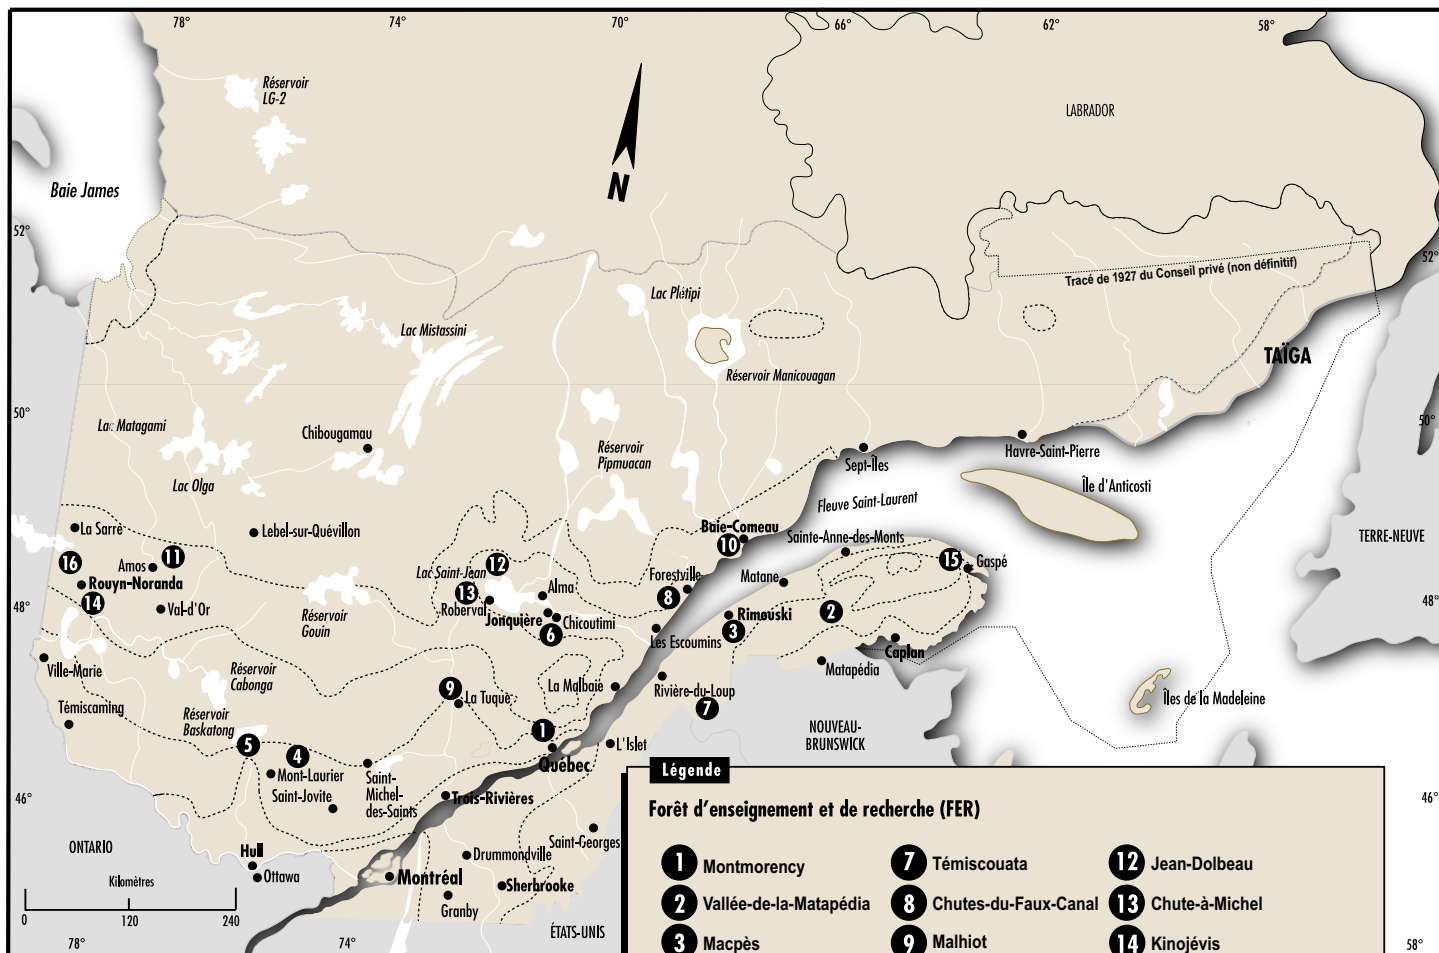 78°
74°
70°
66°
62°
58°
Réservoir
LG-2
LABRADOR
N
Baie James
52°
52°
Tracé de 1927 du Conseil privé (non définitif)
Lac Plétipi
Lac Mistassini
TAÏGA
Réservoir Manicouagan
50°
50°
Lac Matagami
Chibougamau
Réservoir
Pipmuacan
Havre-Saint-Pierre
Sept-Îles
Lac Olga
Île d'Anticosti
Fleuve Saint-Laurent
La Sarre
Lebel-sur-Quévillon
Baie-Comeau
10
Sainte-Anne-des-Monts
TERRE-NEUVE
16
Amos
11
12
Lac Saint-Jean
15
Gaspé
Rouyn-Noranda
14
13
Roberval
Alma
Forestville
8
Matane
48°
48°
Val-d'Or
Réservoir
Gouin
Jonquière
Chicoutimi
6
Rimouski
3
2
Les Escoumins
Caplan
Ville-Marie
Réservoir
Cabonga
Matapédia
9
La Tuque
La Malbaie
Rivière-du-Loup
7
Îles de la Madeleine
Témiscaming
Réservoir
Baskatong
1
NOUVEAU-
BRUNSWICK
5
4
Québec
L'Islet
Mont-Laurier
Saint-Jovite
Saint-
Michel-
des-Saints
Trois-Rivières
46°
46°
Saint-Georges
ONTARIO
Hull
Ottawa
Drummondville
Montréal
Sherbrooke
Granby
Kilomètres
0
120
240
ÉTATS-UNIS
78°
74°
58°
Légende
Forêt d'enseignement et de recherche (FER)
1 Montmorency
7 Témiscouata
12 Jean-Dolbeau
2 Vallée-de-la-Matapédia
8 Chutes-du-Faux-Canal
13 Chute-à-Michel
3 Macpès
9 Malhiot
14 Kinojévis